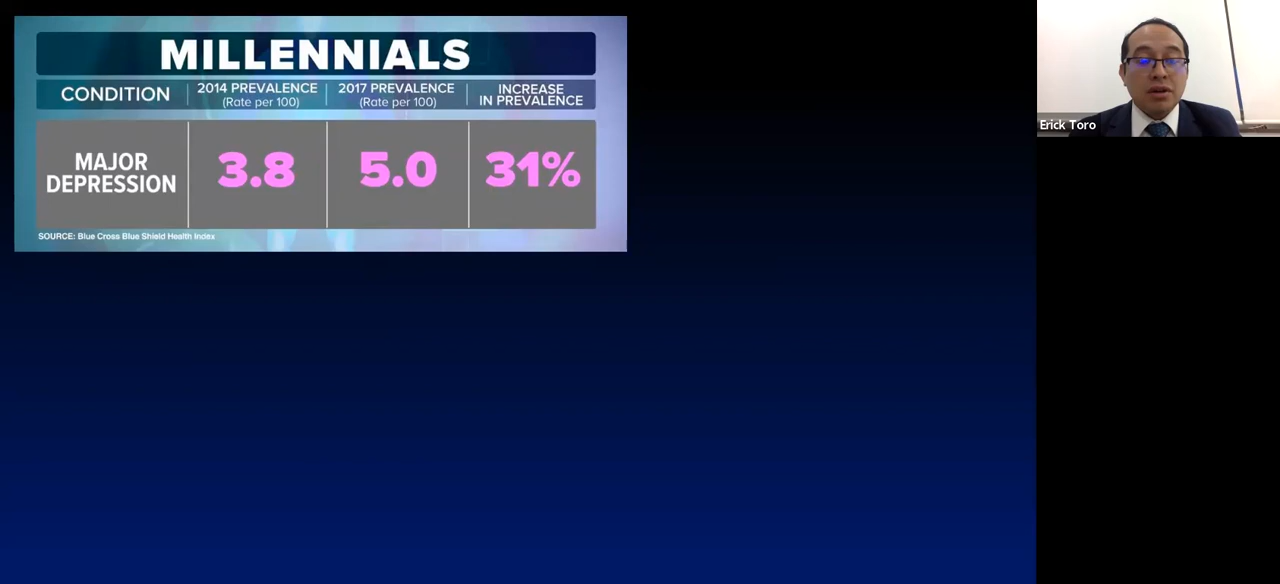 MILLENNIALS
CONDITION
2014 PREVALENCE
(Rate per 100)
2017 PREVALENCE
(Rate per 100)
INCREASE
IN PREVALENCE
MAJOR
DEPRESSION
3.8
5.0
31%
SOURCE: Blue Cross Blue Shield Health Index
Erick Toro